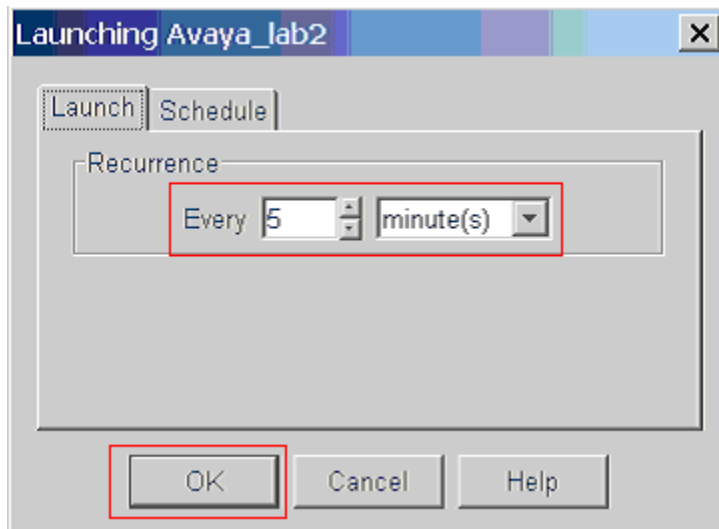 Launching Avaya_lab2
Launch Schedule
Recurrence
Every 5 minute(s)
OK Cancel Help